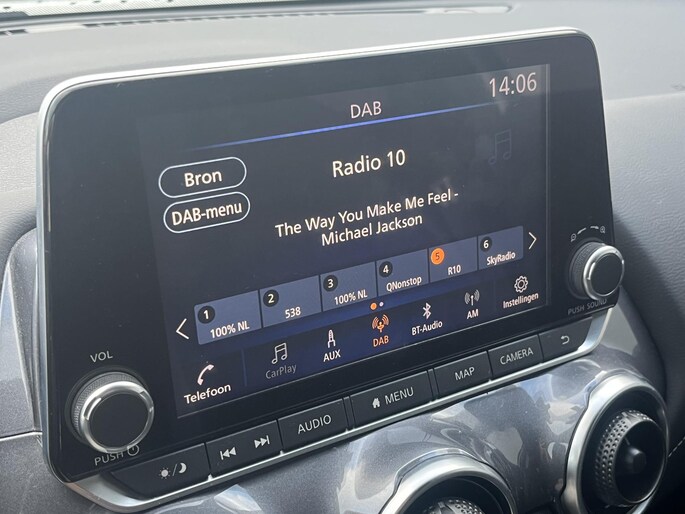 14:06
DAB
Bron
Radio 10
DAB-menu
The Way You Make Me Feel -
Michael Jackson
1 100% NL
2 538
3 100% NL
4 QNonstop
5 R10
6 SkyRadio
Telefoon
CarPlay
AUX
DAB
BT-Audio
AM
Instellingen
VOL
PUSH
PUSH SOUND
AUDIO
MENU
MAP
CAMERA